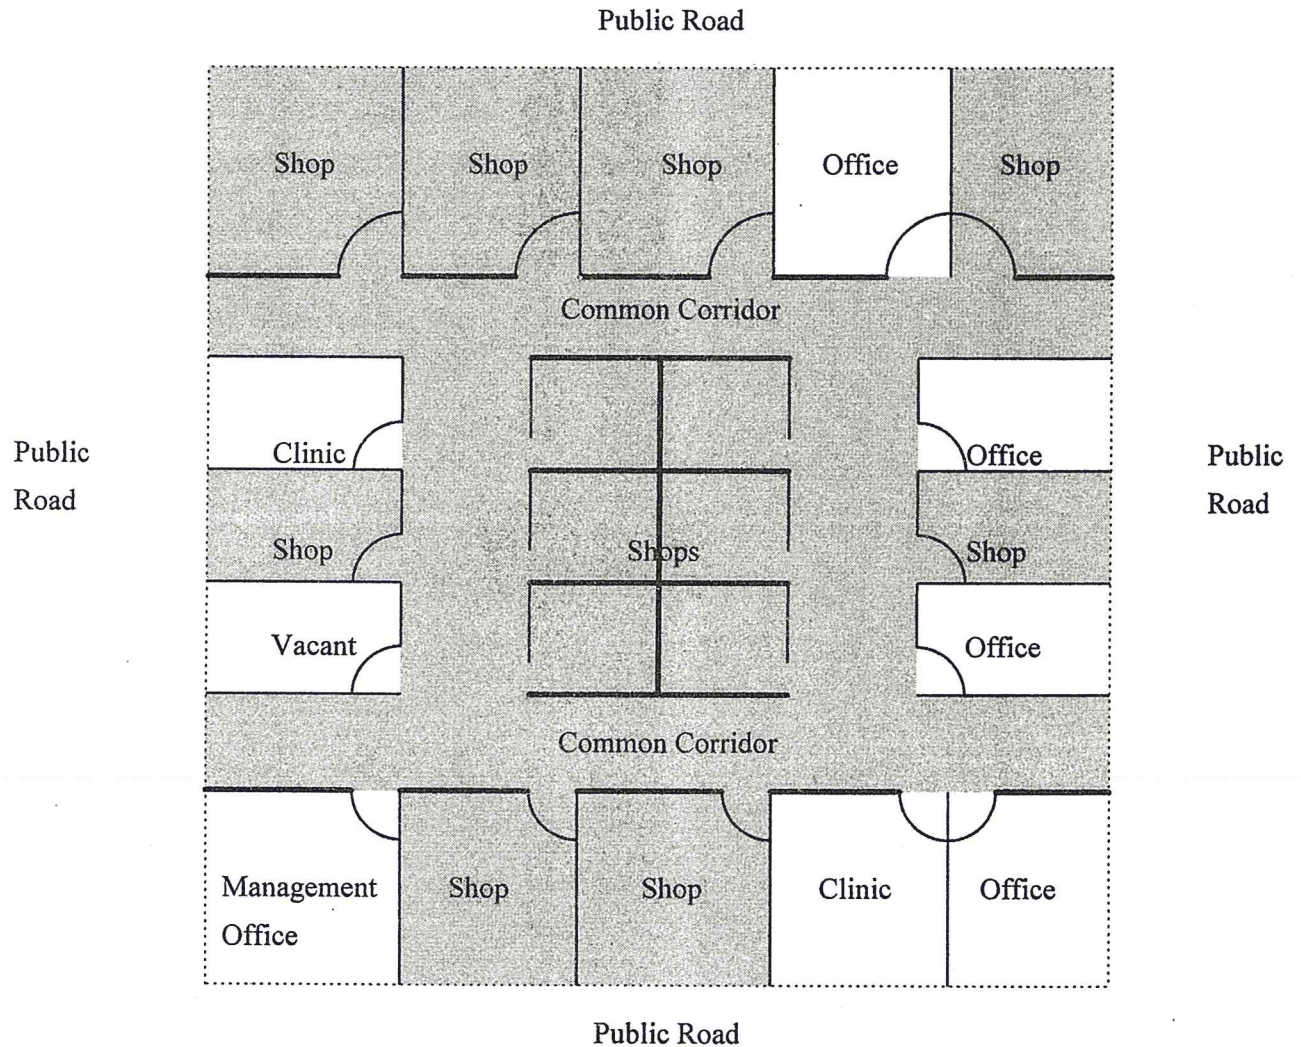 Public Road
Shop
Shop
Shop
Office
Shop
Common Corridor
Public
Road
Clinic
Office
Public
Road
Shop
Shops
Shop
Vacant
Office
Common Corridor
Management
Office
Shop
Shop
Clinic
Office
Public Road